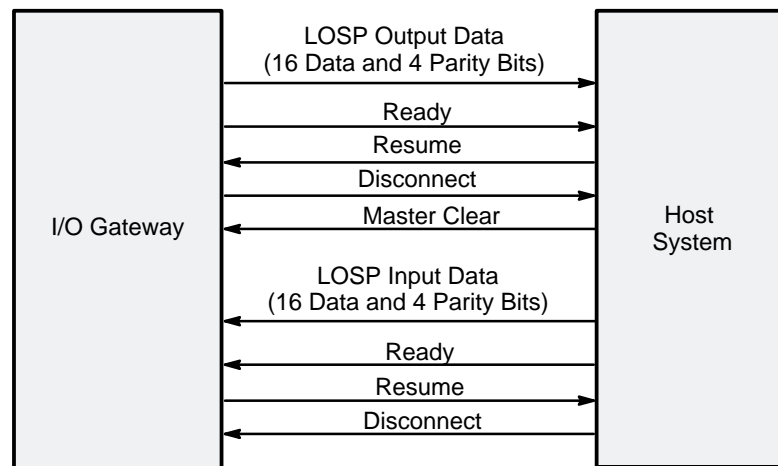 LOSP Output Data
(16 Data and 4 Parity Bits)
Ready
Resume
Disconnect
Master Clear
I/O Gateway
Host
System
LOSP Input Data
(16 Data and 4 Parity Bits)
Ready
Resume
Disconnect